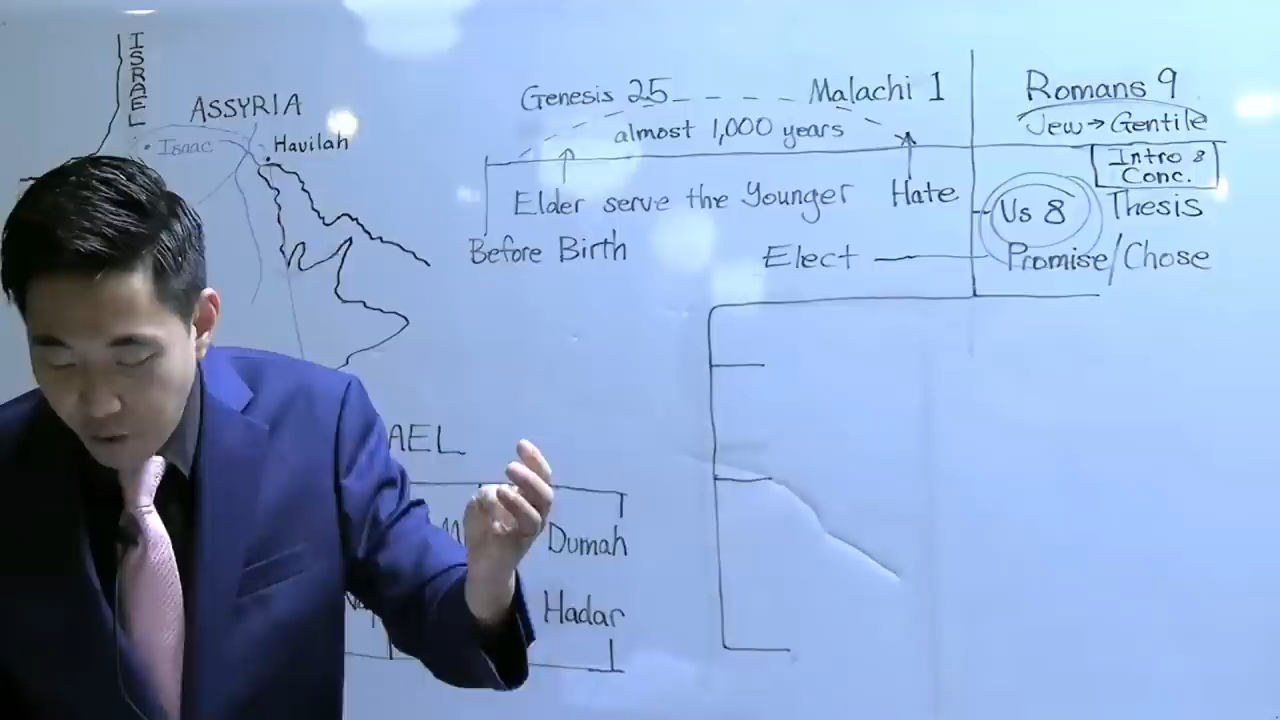 ISRAEL
ASSYRIA
Isaac
Havilah
Genesis 25 Malachi 1
almost 1,000 years
Elder serve the Younger Hate
Before Birth
Elect
Romans 9
Jew → Gentile
Intro &
Conc.
Vs 8 Thesis
Promise/Chose
AEL
Dumah
Hadar